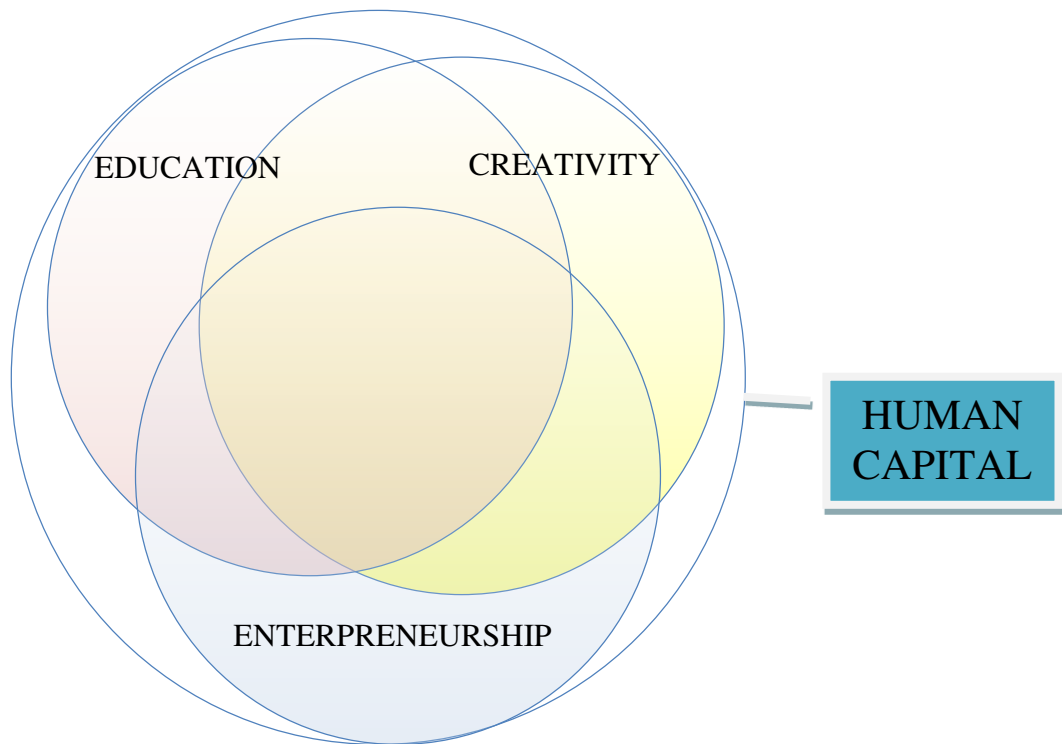 EDUCATION
CREATIVITY
HUMAN
CAPITAL
ENTERPRENEURSHIP